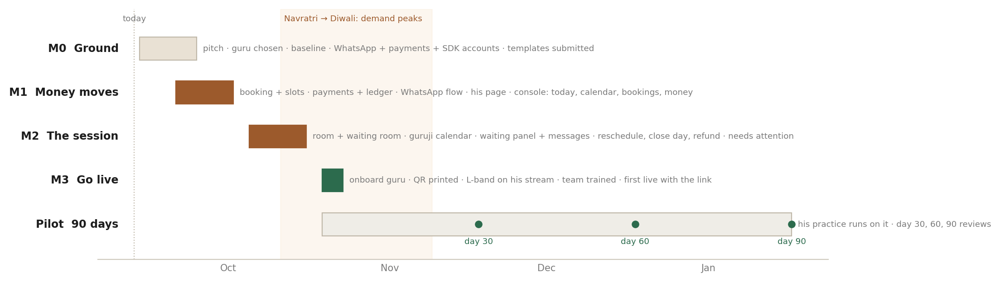 today
Navratri → Diwali: demand peaks
M0  Ground
pitch · guru chosen · baseline · WhatsApp + payments + SDK accounts · templates submitted
M1  Money moves
booking + slots · payments + ledger · WhatsApp flow · his page · console: today, calendar, bookings, money
M2  The session
room + waiting room · guruji calendar · waiting panel + messages · reschedule, close day, refund · needs attention
M3  Go live
onboard guru · QR printed · L-band on his stream · team trained · first live with the link
Pilot  90 days
his practice runs on it · day 30, 60, 90 reviews
day 30
day 60
day 90
Oct
Nov
Dec
Jan